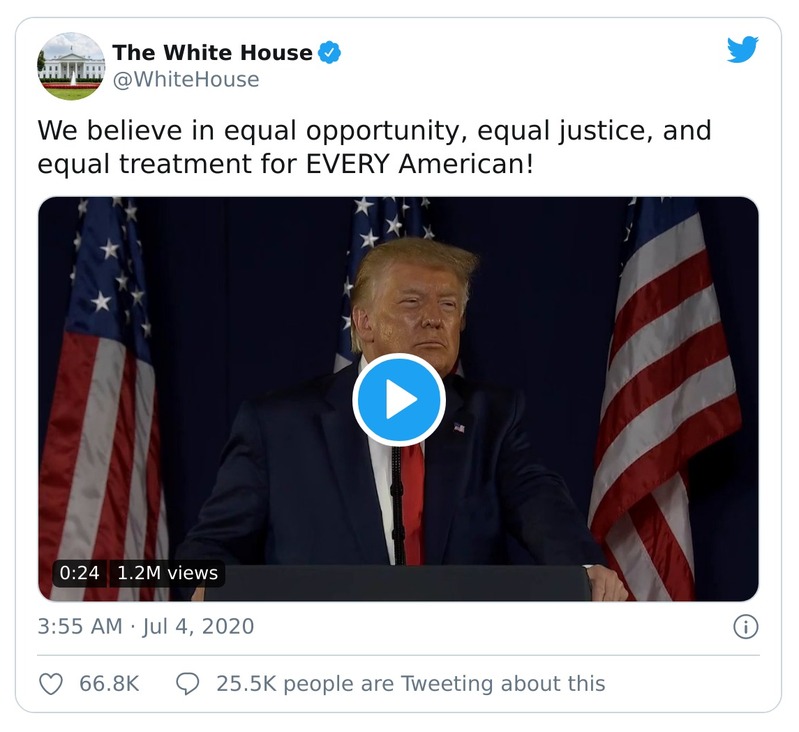 The White House
@WhiteHouse
We believe in equal opportunity, equal justice, and
equal treatment for EVERY American!
0:24 1.2M views
3:55 AM · Jul 4, 2020
66.8K 25.5K people are Tweeting about this